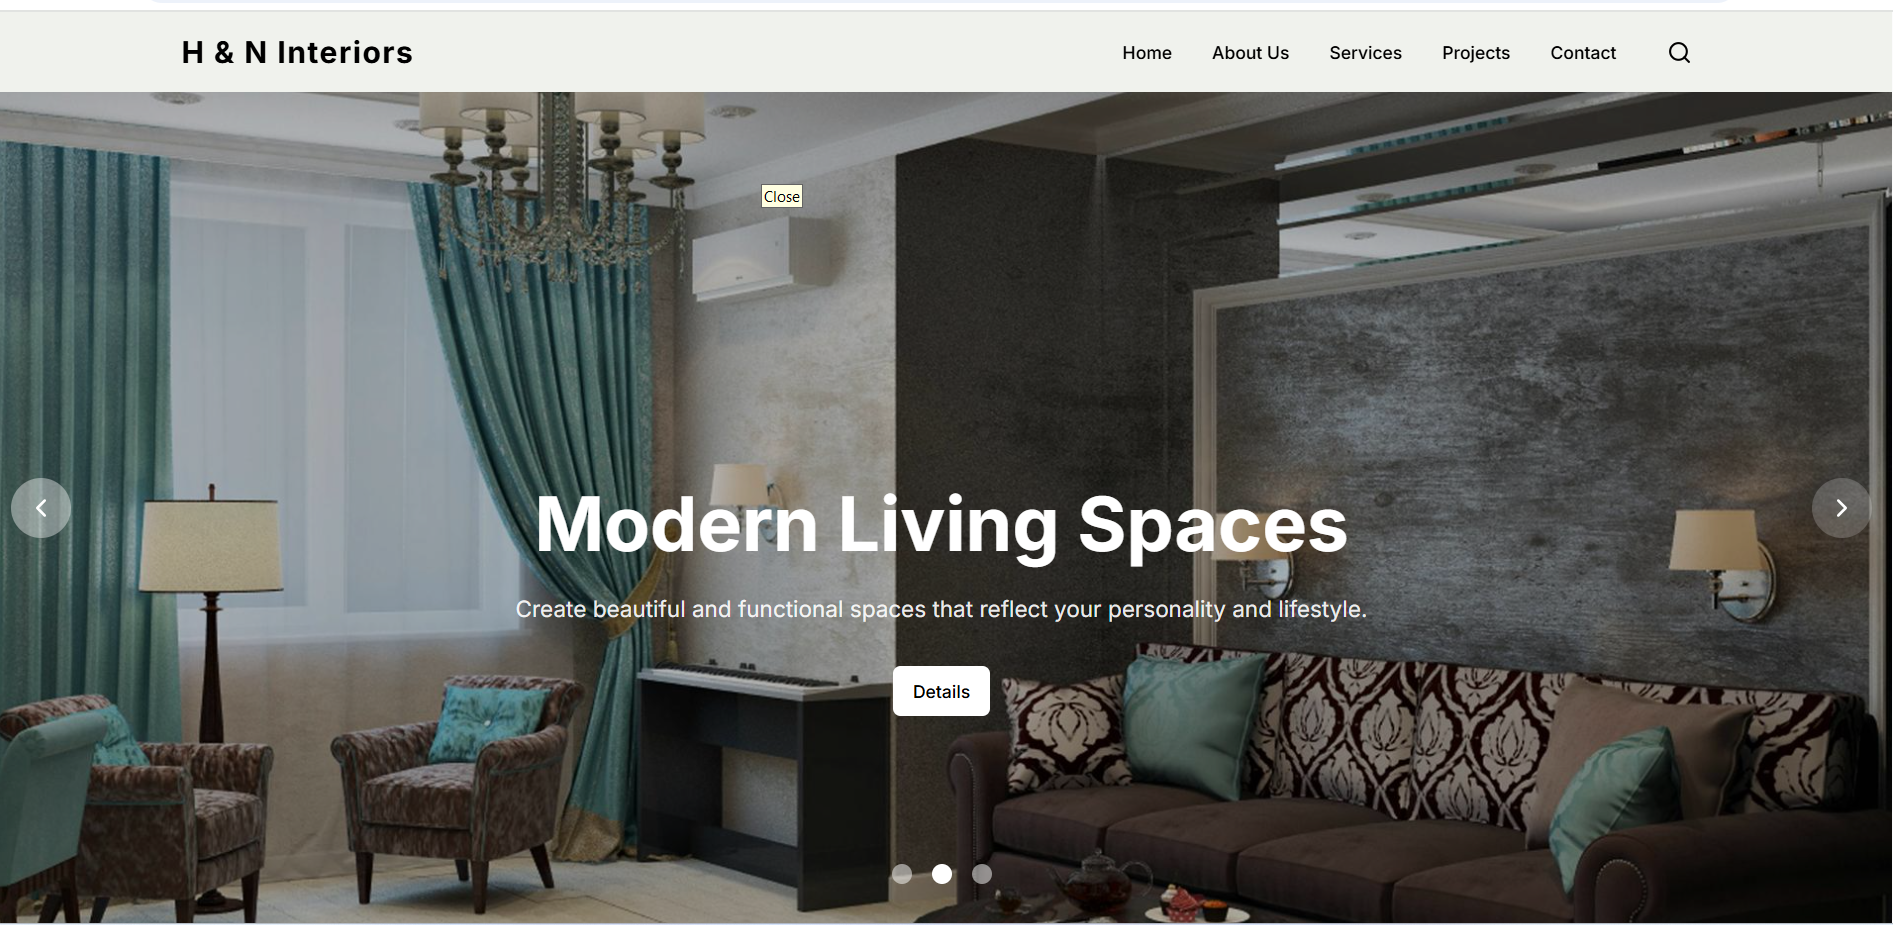 H & N Interiors
Home About Us Services Projects Contact
Close
Modern Living Spaces
Create beautiful and functional spaces that reflect your personality and lifestyle.
Details